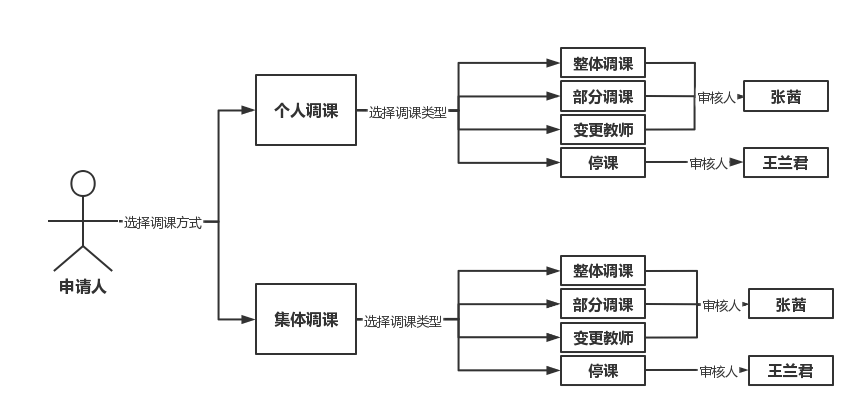 申请人
选择调课方式
个人调课
选择调课类型
整体调课
部分调课
变更教师
停课
审核人
张茜
审核人
王兰君
集体调课
选择调课类型
整体调课
部分调课
变更教师
停课
审核人
张茜
审核人
王兰君